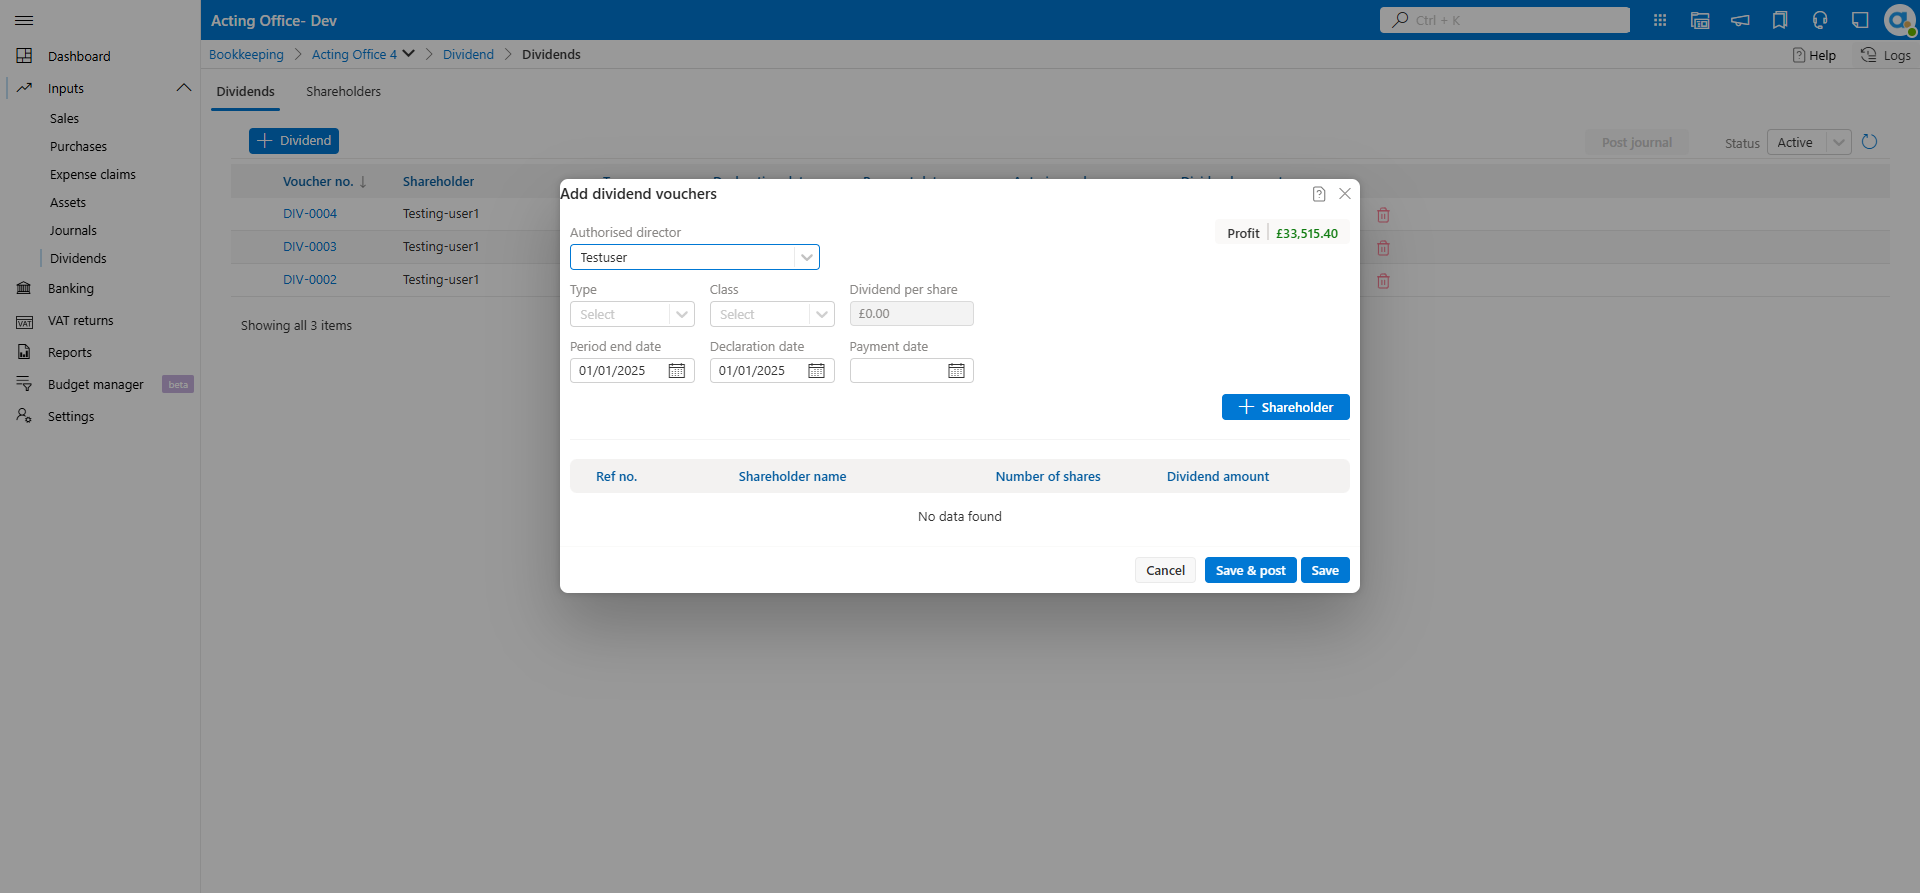 Acting Office- Dev
Ctrl + K
Bookkeeping
Acting Office 4
Dividend
Dividends
Help
Logs
Dashboard
Inputs
Sales
Purchases
Expense claims
Assets
Journals
Dividends
Banking
VAT returns
VAT
Reports
Budget manager
beta
Settings
Dividends
Shareholders
Dividend
Post journal
Status
Active
Voucher no.
Shareholder
DIV-0004
Testing-user1
DIV-0003
Testing-user1
DIV-0002
Testing-user1
Showing all 3 items
Add dividend vouchers
Authorised director
Testuser
Profit
£33,515.40
Type
Class
Dividend per share
Select
Select
£0.00
Period end date
Declaration date
Payment date
01/01/2025
01/01/2025
Shareholder
Ref no.
Shareholder name
Number of shares
Dividend amount
No data found
Cancel
Save & post
Save